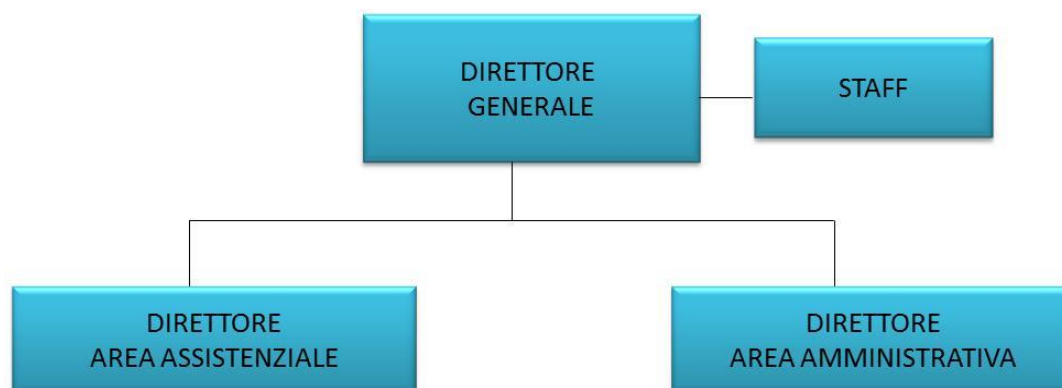 DIRETTORE
GENERALE
STAFF
DIRETTORE
AREA ASSISTENZIALE
DIRETTORE
AREA AMMINISTRATIVA